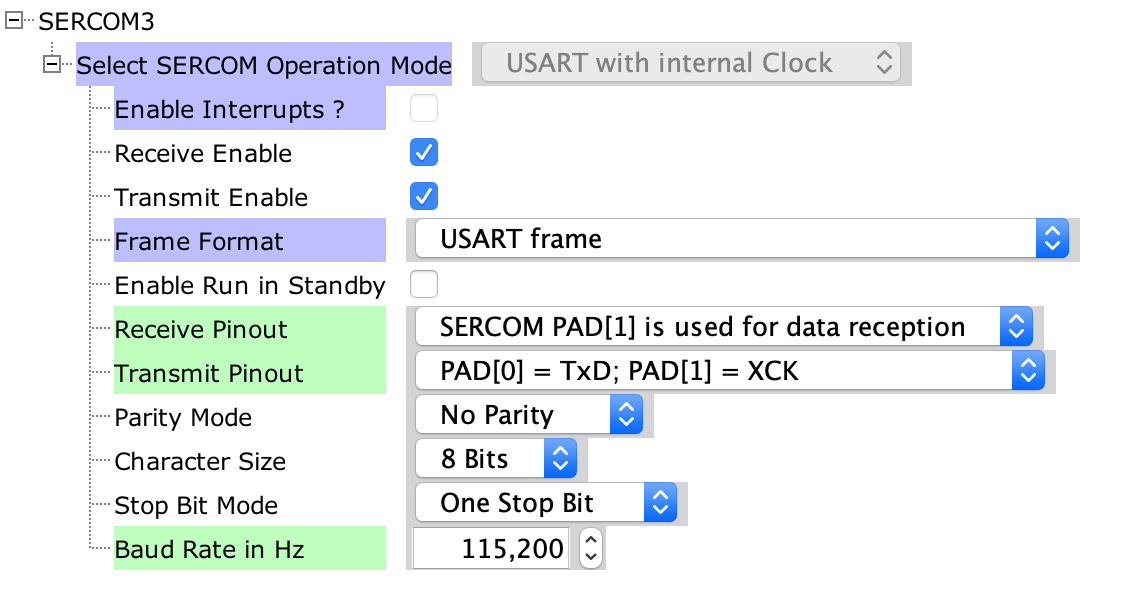 SERCOM3
Select SERCOM Operation Mode USART with internal Clock
Enable Interrupts ?
Receive Enable
Transmit Enable
Frame Format USART frame
Enable Run in Standby
Receive Pinout SERCOM PAD[1] is used for data reception
Transmit Pinout PAD[0] = TxD; PAD[1] = XCK
Parity Mode No Parity
Character Size 8 Bits
Stop Bit Mode One Stop Bit
Baud Rate in Hz 115,200